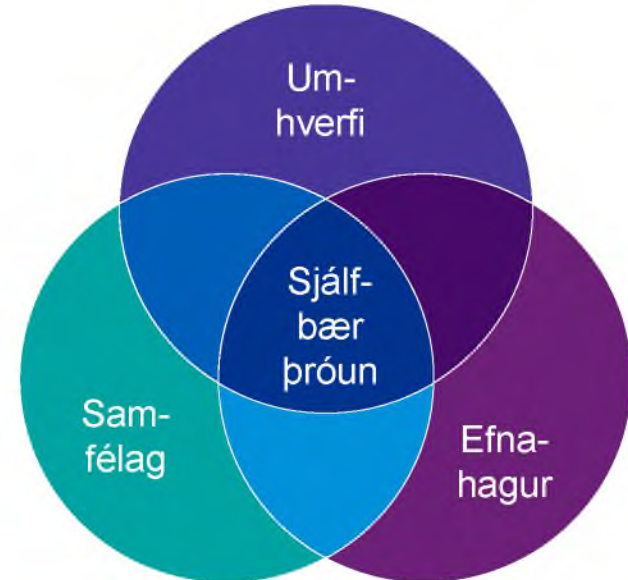 Um-
hverfi
Sjálf-
bær
þróun
Sam-
félag
Efna-
hagur